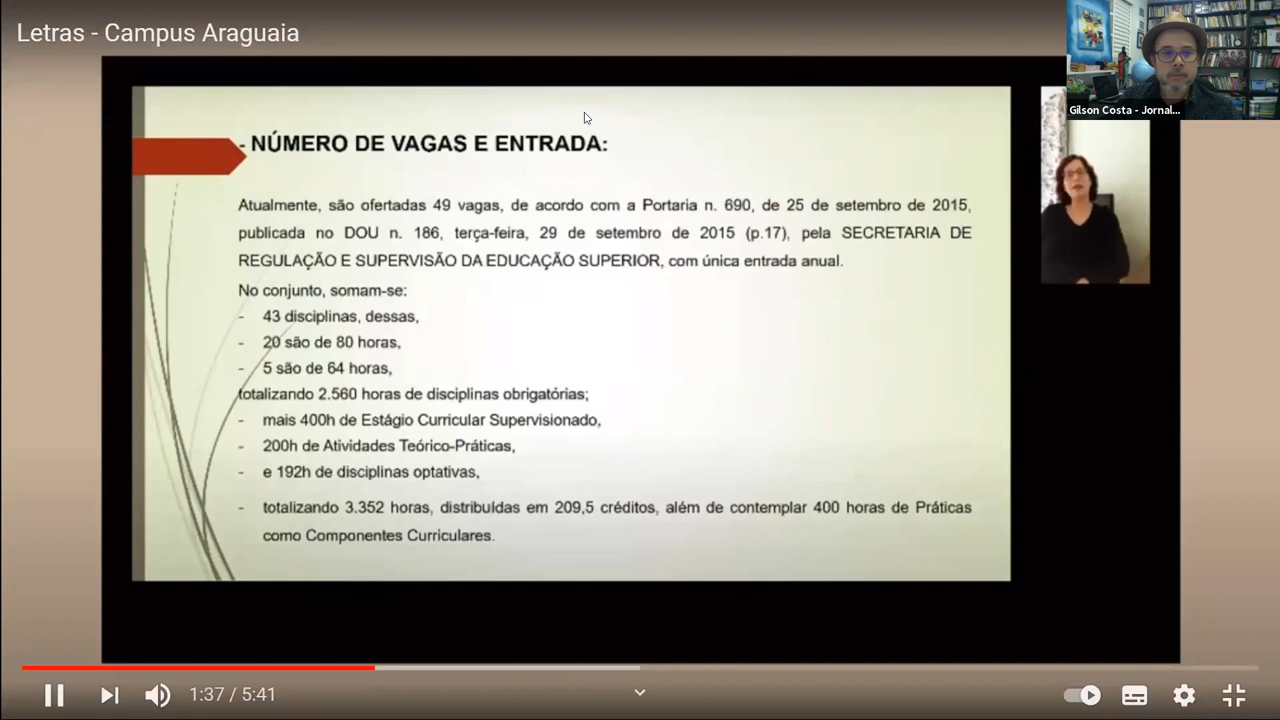 Letras - Campus Araguaia
Gilson Costa - Jornal...
- NÚMERO DE VAGAS E ENTRADA:
Atualmente, são ofertadas 49 vagas, de acordo com a Portaria n. 690, de 25 de setembro de 2015,
publicada no DOU n. 186, terça-feira, 29 de setembro de 2015 (p.17), pela SECRETARIA DE
REGULAÇÃO E SUPERVISÃO DA EDUCAÇÃO SUPERIOR, com única entrada anual.
No conjunto, somam-se:
- 43 disciplinas, dessas,
- 20 são de 80 horas,
- 5 são de 64 horas,
totalizando 2.560 horas de disciplinas obrigatórias;
- mais 400h de Estágio Curricular Supervisionado,
- 200h de Atividades Teórico-Práticas,
- e 192h de disciplinas optativas,
- totalizando 3.352 horas, distribuídas em 209,5 créditos, além de contemplar 400 horas de Práticas
como Componentes Curriculares.
1:37 / 5:41